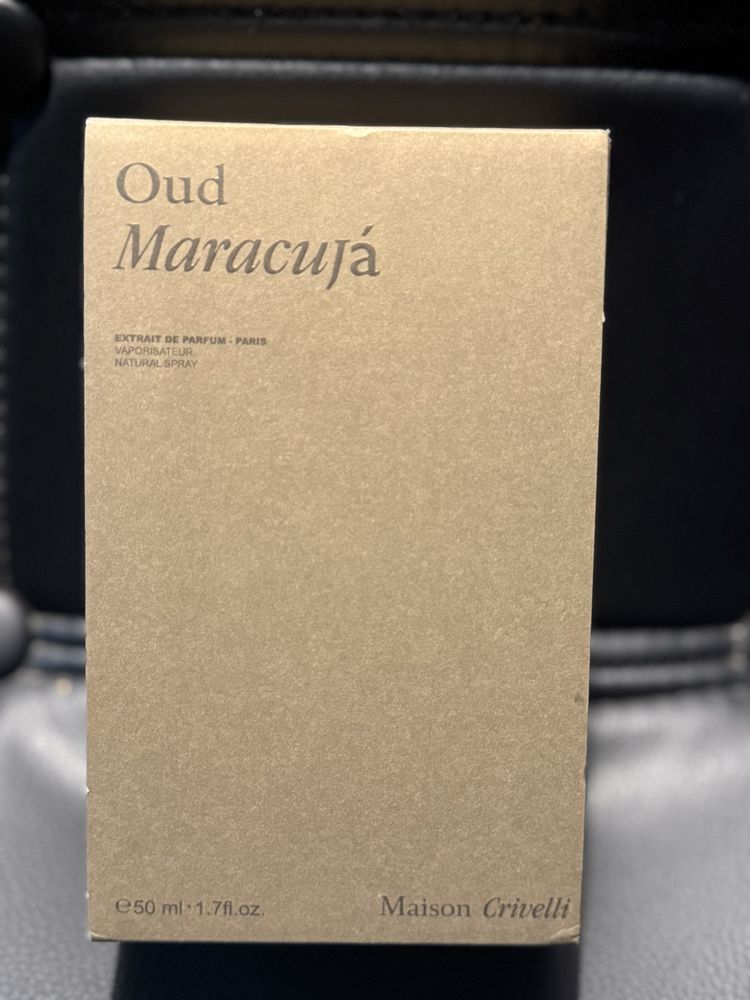 Oud
Maracujá
EXTRAIT DE PARFUM - PARIS
VAPORISATEUR
NATURAL SPRAY
℮50 ml · 1.7fl.oz.
Maison Crivelli